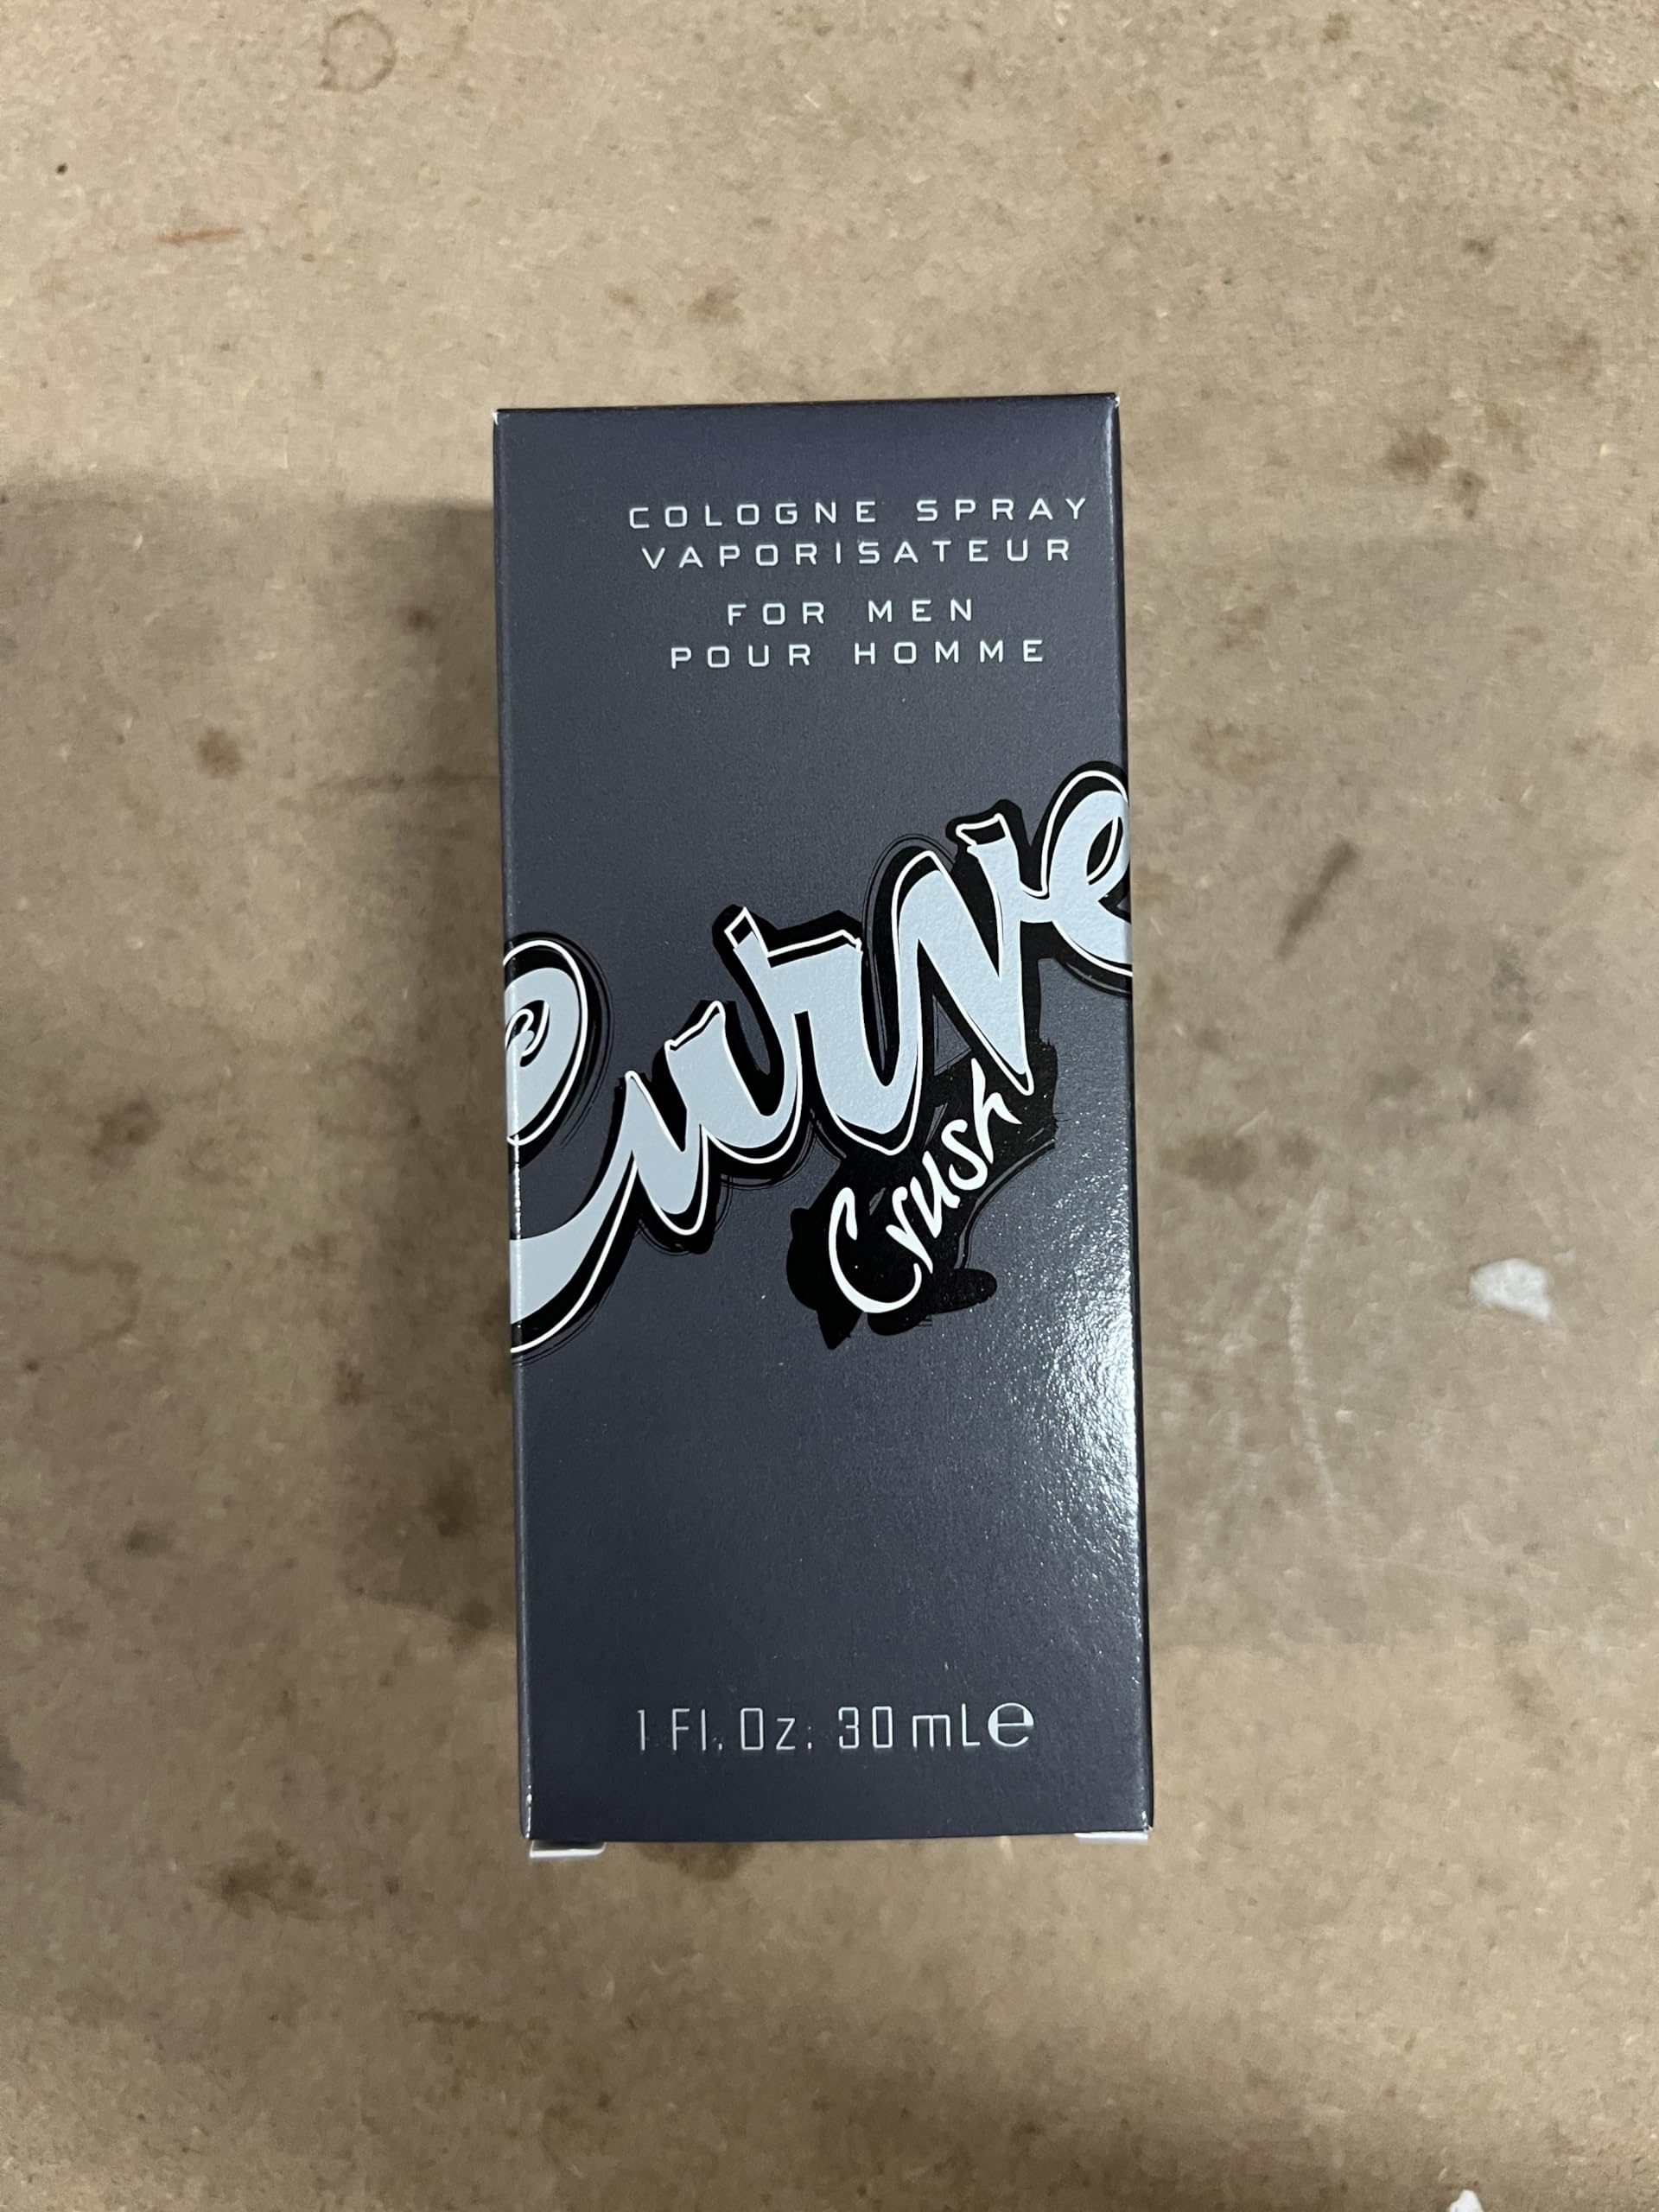 COLOGNE SPRAY
VAPORISATEUR
FOR MEN
POUR HOMME
Curve
Crush
1 Fl. Oz. 30 mL e